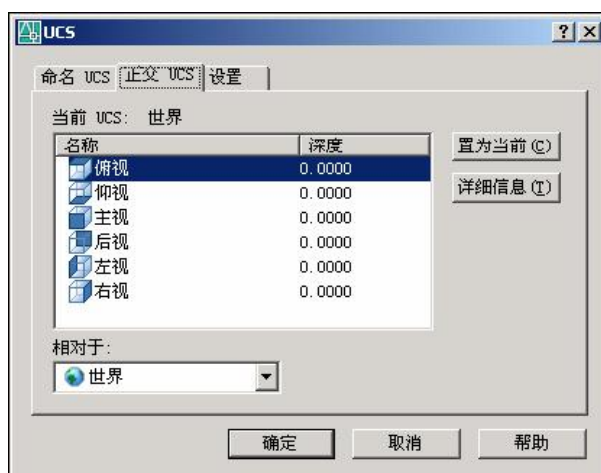 UCS
命名 UCS 正交 UCS 设置
当前 UCS: 世界
名称 深度
俯视 0.0000
仰视 0.0000
主视 0.0000
后视 0.0000
左视 0.0000
右视 0.0000
置为当前(C)
详细信息(T)
相对于:
世界
确定 取消 帮助